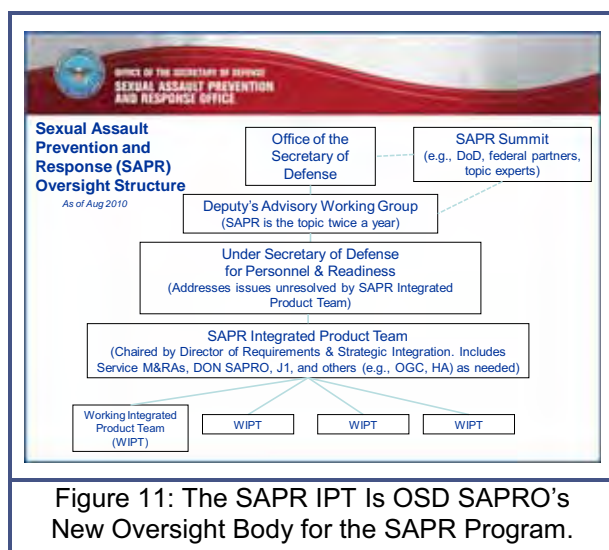 OFFICE OF THE SECRETARY OF DEFENSE
SEXUAL ASSAULT PREVENTION
AND RESPONSE OFFICE
Sexual Assault
Prevention and
Response (SAPR)
Oversight Structure
As of Aug 2010
Office of the
Secretary of
Defense
SAPR Summit
(e.g., DoD, federal partners,
topic experts)
Deputy's Advisory Working Group
(SAPR is the topic twice a year)
Under Secretary of Defense
for Personnel & Readiness
(Addresses issues unresolved by SAPR Integrated
Product Team)
SAPR Integrated Product Team
(Chaired by Director of Requirements & Strategic Integration. Includes
Service M&RAs, DON SAPRO, J1, and others (e.g., OGC, HA) as needed)
Working Integrated
Product Team
(WIPT)
WIPT
WIPT
WIPT
Figure 11: The SAPR IPT Is OSD SAPRO's
New Oversight Body for the SAPR Program.